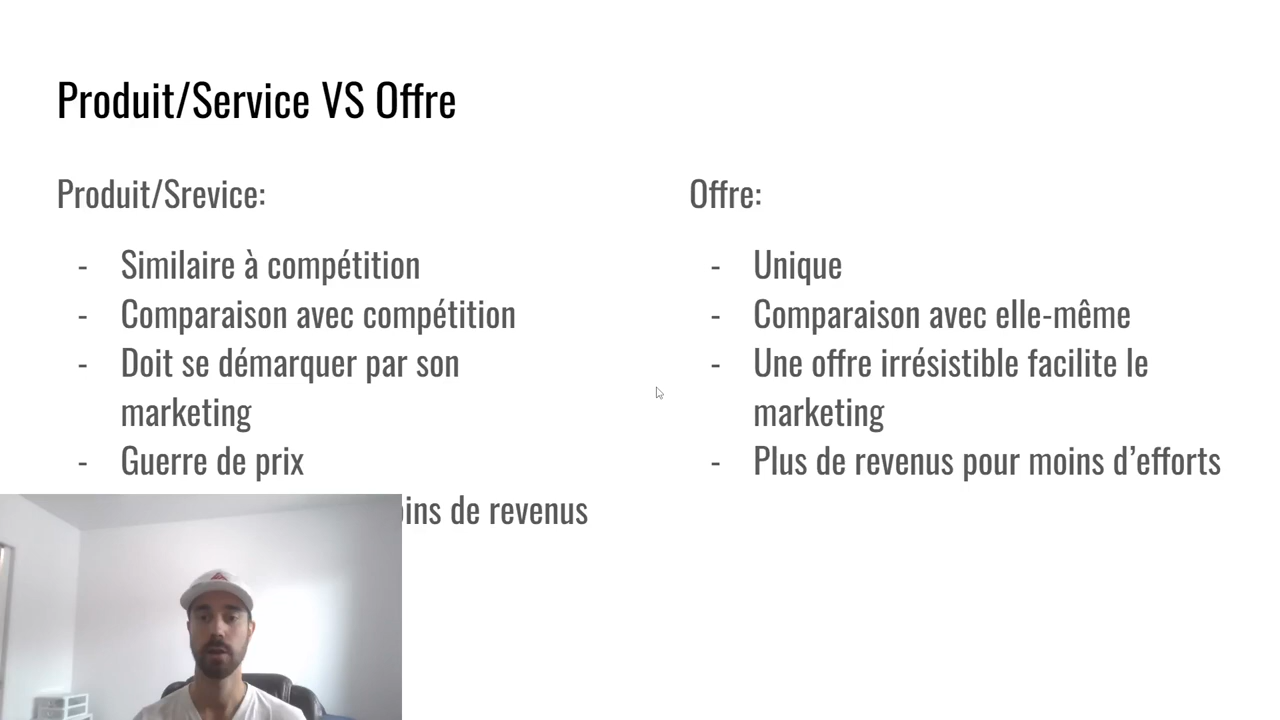 Produit/Service VS Offre
Produit/Srevice:
- Similaire à compétition
- Comparaison avec compétition
- Doit se démarquer par son
marketing
- Guerre de prix
de revenus
Offre:
- Unique
- Comparaison avec elle-même
- Une offre irrésistible facilite le
marketing
- Plus de revenus pour moins d’efforts